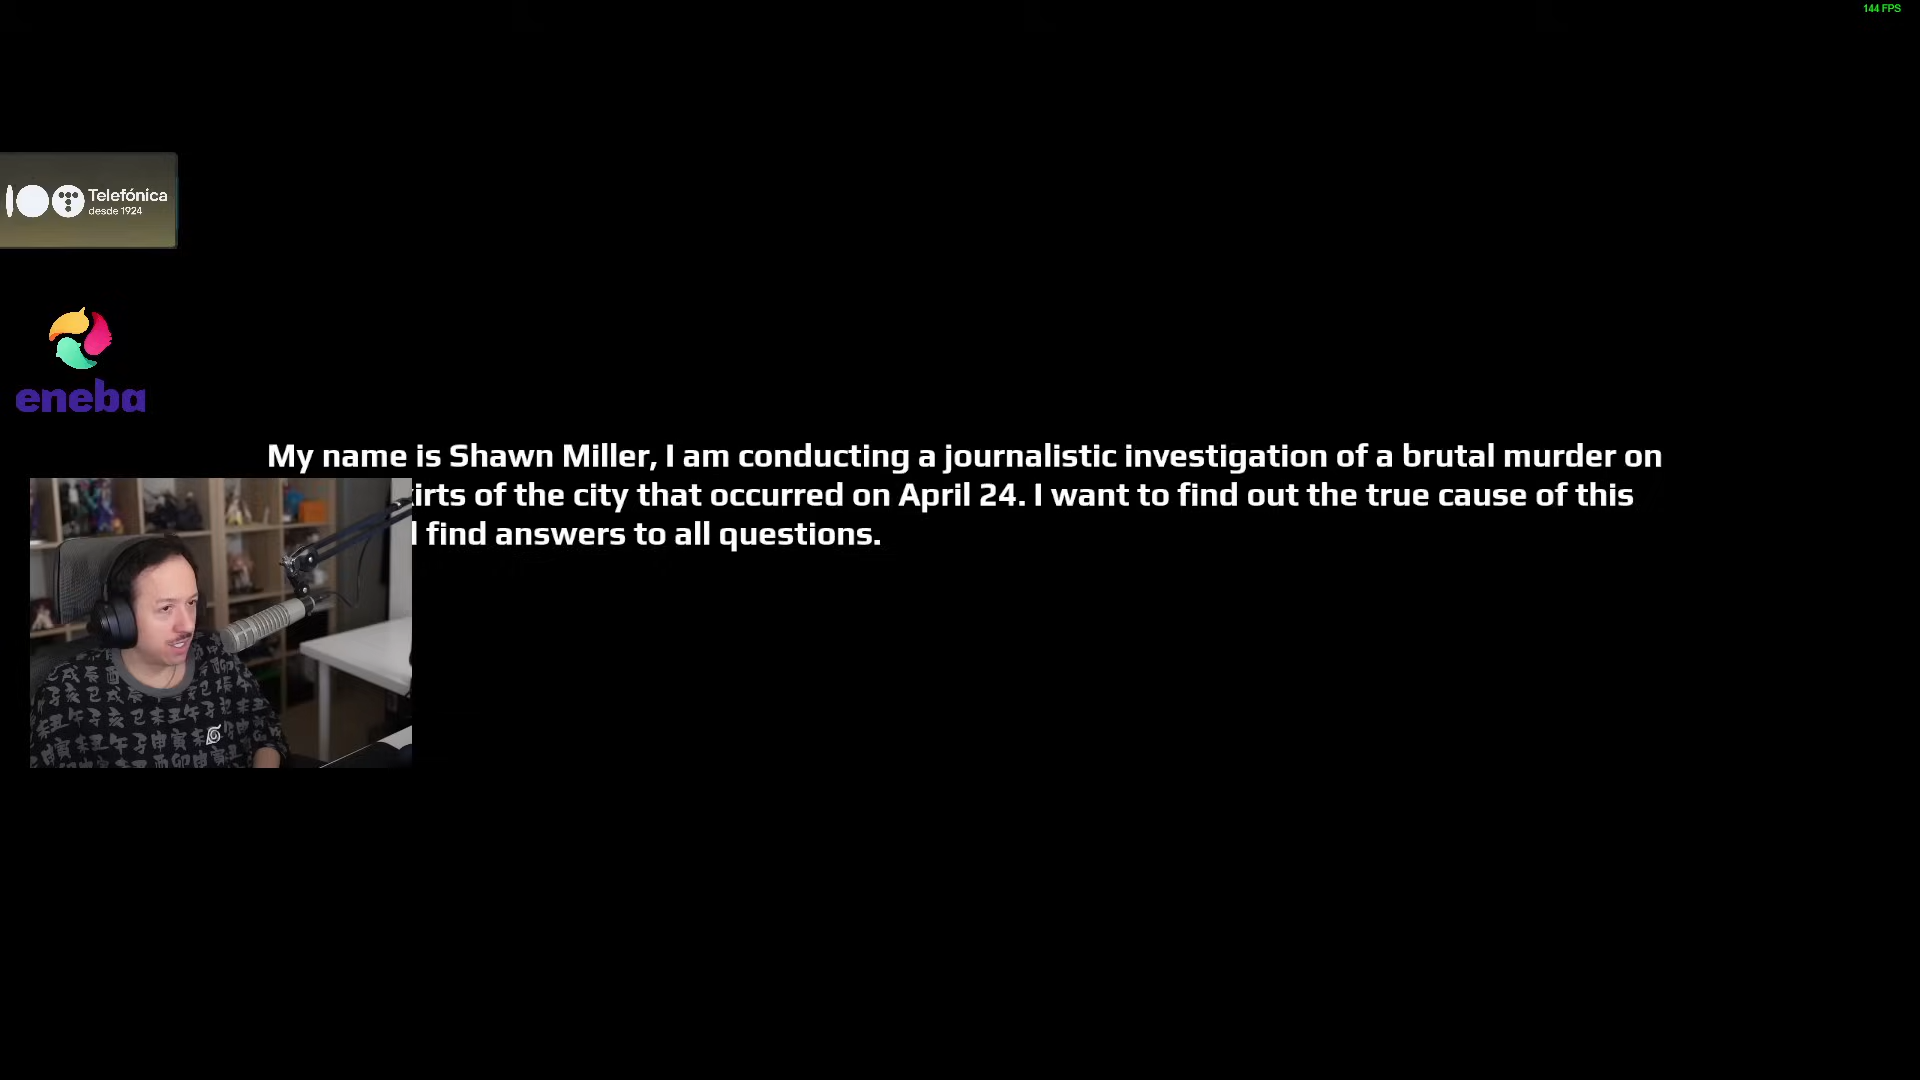 144 FPS
Telefónica
desde 1924
eneba
My name is Shawn Miller, I am conducting a journalistic investigation of a brutal murder on
of the city that occurred on April 24. I want to find out the true cause of this
find answers to all questions.